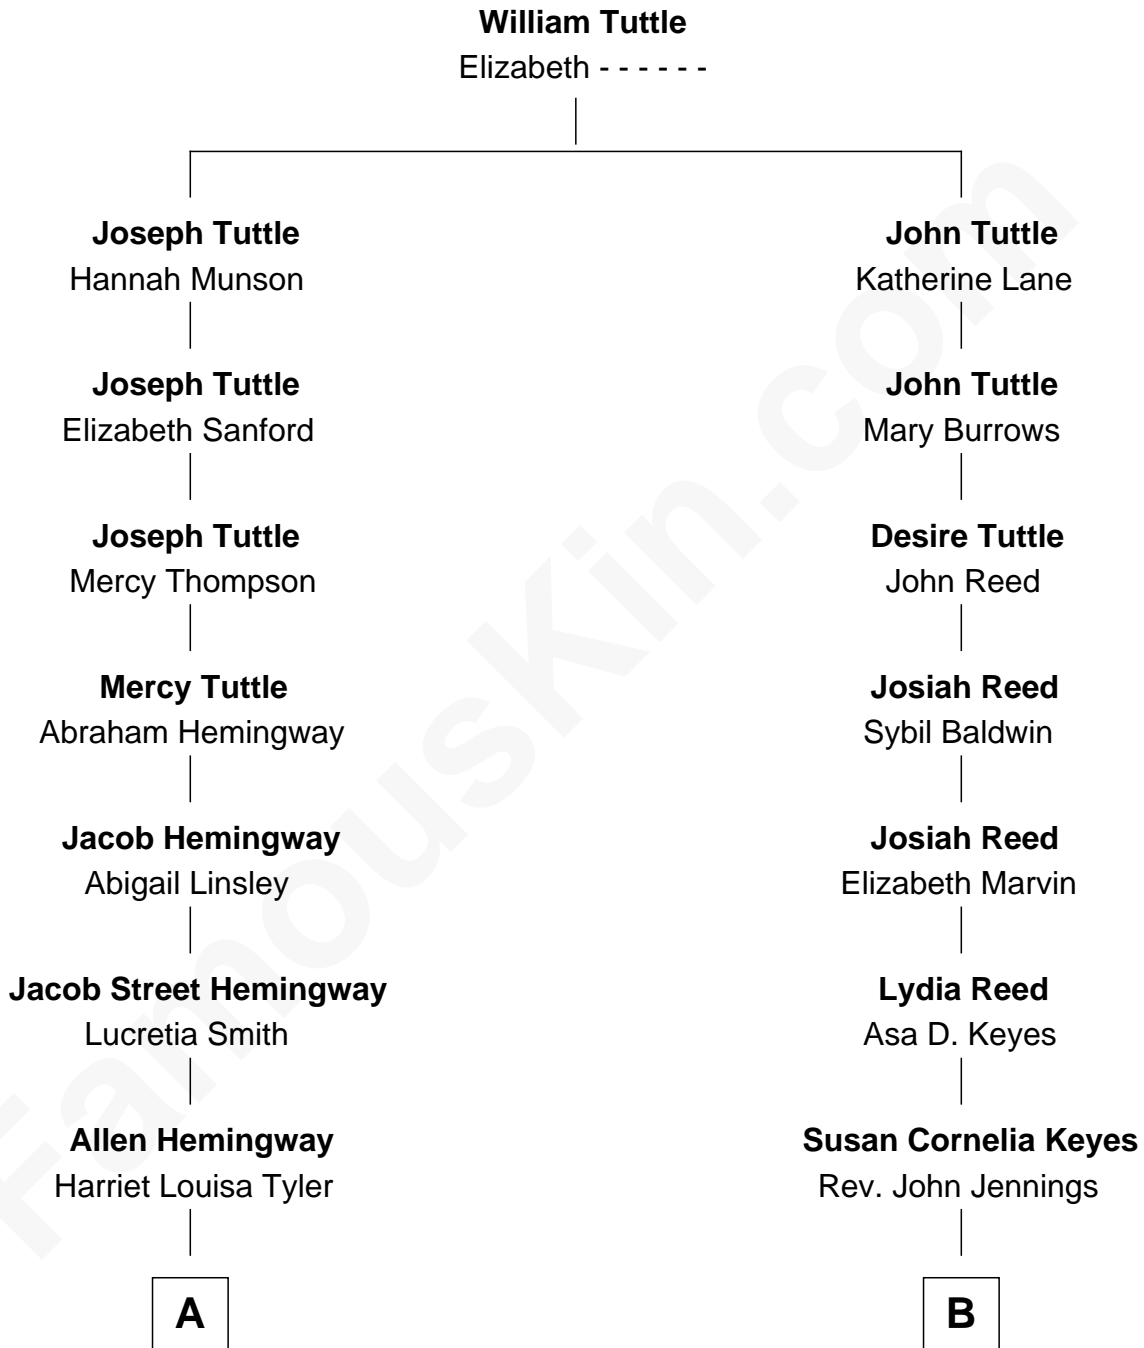 William Tuttle
Elizabeth - - - - - -
Joseph Tuttle
Hannah Munson
John Tuttle
Katherine Lane
Joseph Tuttle
Elizabeth Sanford
John Tuttle
Mary Burrows
Joseph Tuttle
Mercy Thompson
Desire Tuttle
John Reed
Mercy Tuttle
Abraham Hemingway
Josiah Reed
Sybil Baldwin
Jacob Hemingway
Abigail Linsley
Josiah Reed
Elizabeth Marvin
Jacob Street Hemingway
Lucretia Smith
Lydia Reed
Asa D. Keyes
Allen Hemingway
Harriet Louisa Tyler
Susan Cornelia Keyes
Rev. John Jennings
A
B
FamousKin.com